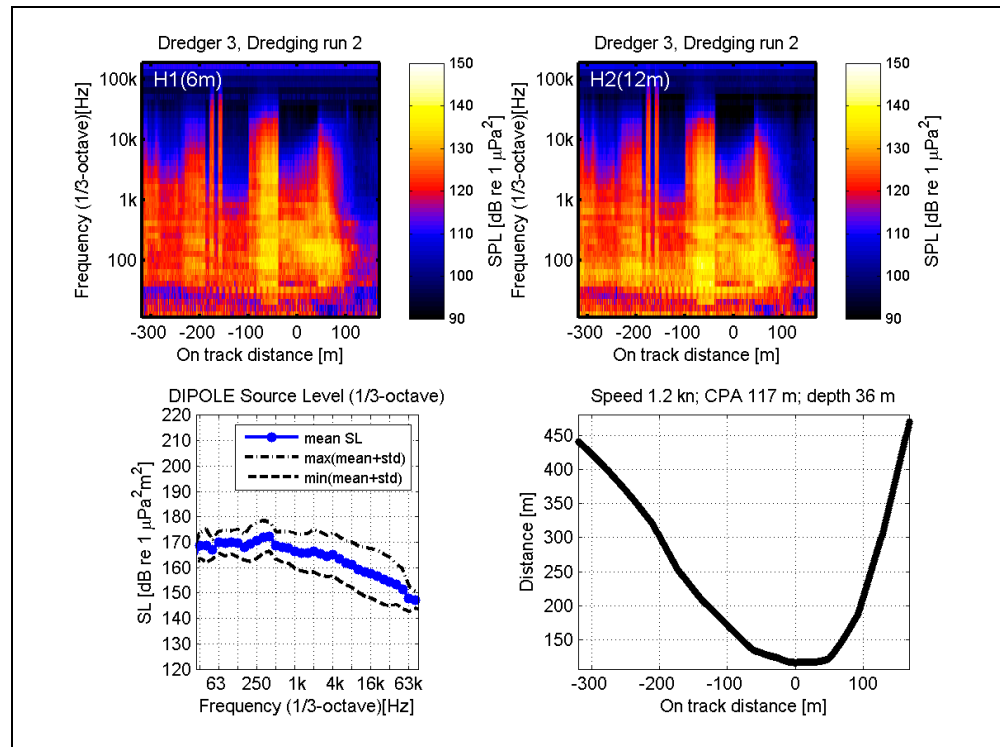 Dredger 3, Dredging run 2
H1(6m)
100k
10k
1k
100
Frequency (1/3-octave)[Hz]
-300 -200 -100 0 100
On track distance [m]
150
140
130
120
110
100
90
SPL [dB re 1 µPa²]
Dredger 3, Dredging run 2
H2(12m)
100k
10k
1k
100
Frequency (1/3-octave)[Hz]
-300 -200 -100 0 100
On track distance [m]
150
140
130
120
110
100
90
SPL [dB re 1 µPa²]
DIPOLE Source Level (1/3-octave)
220
210
200
190
180
170
160
150
140
130
120
SL [dB re 1 µPa²m²]
mean SL
max(mean+std)
min(mean+std)
63 250 1k 4k 16k 63k
Frequency (1/3-octave)[Hz]
Speed 1.2 kn; CPA 117 m; depth 36 m
450
400
350
300
250
200
150
Distance [m]
-300 -200 -100 0 100
On track distance [m]